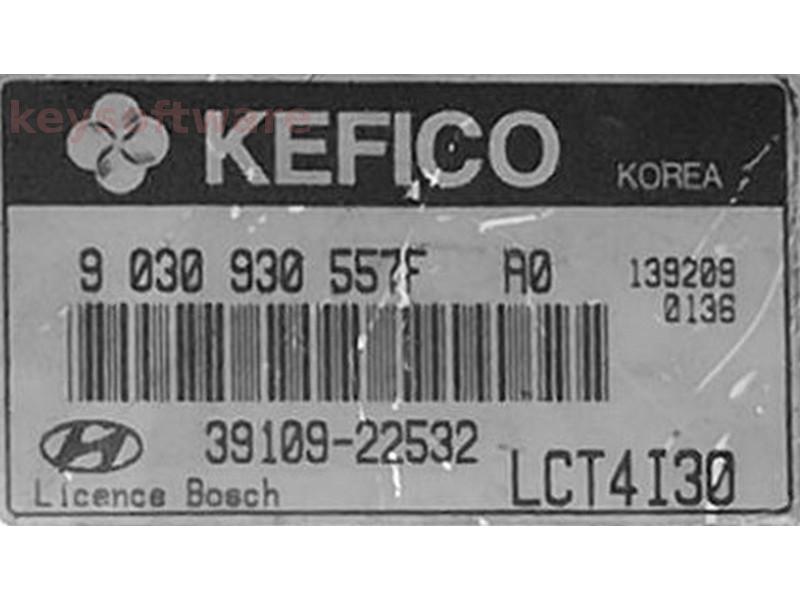 keysoftware
KEFICO
KOREA
9 030 930 557F A0
139209
0136
39109-22532
Licence Bosch
LCT4I30